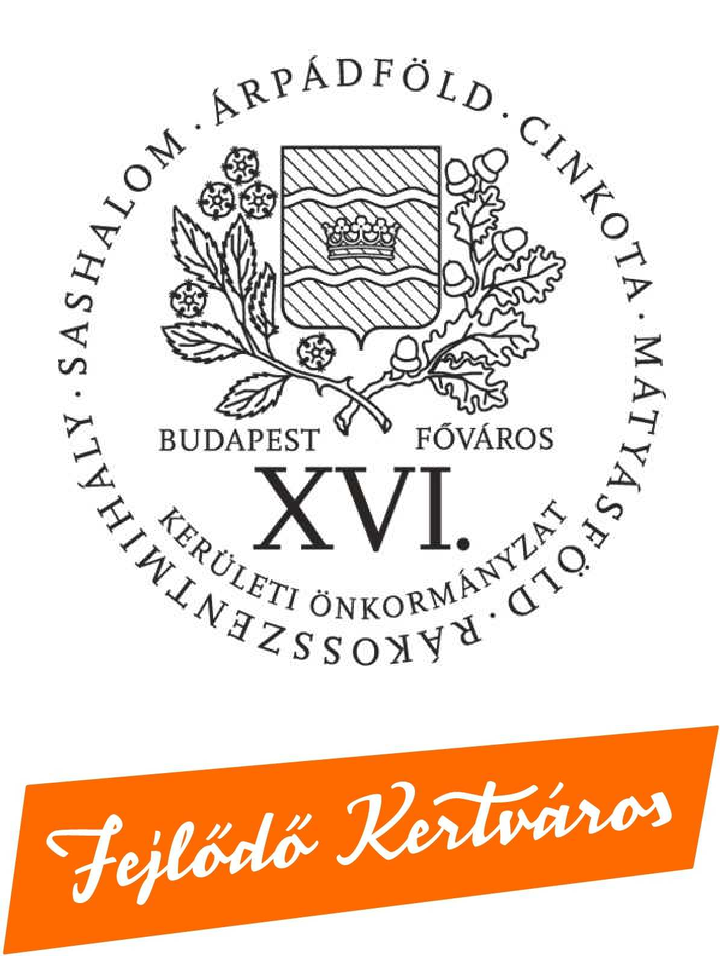 SASHALOM · ÁRPÁDFÖLD · CINKOTA · MÁTYÁSFÖLD · RÁKOSSZENTMIHÁLY ·
BUDAPEST FŐVÁROS
XVI.
KERÜLETI ÖNKORMÁNYZAT
Fejlődő Kertváros